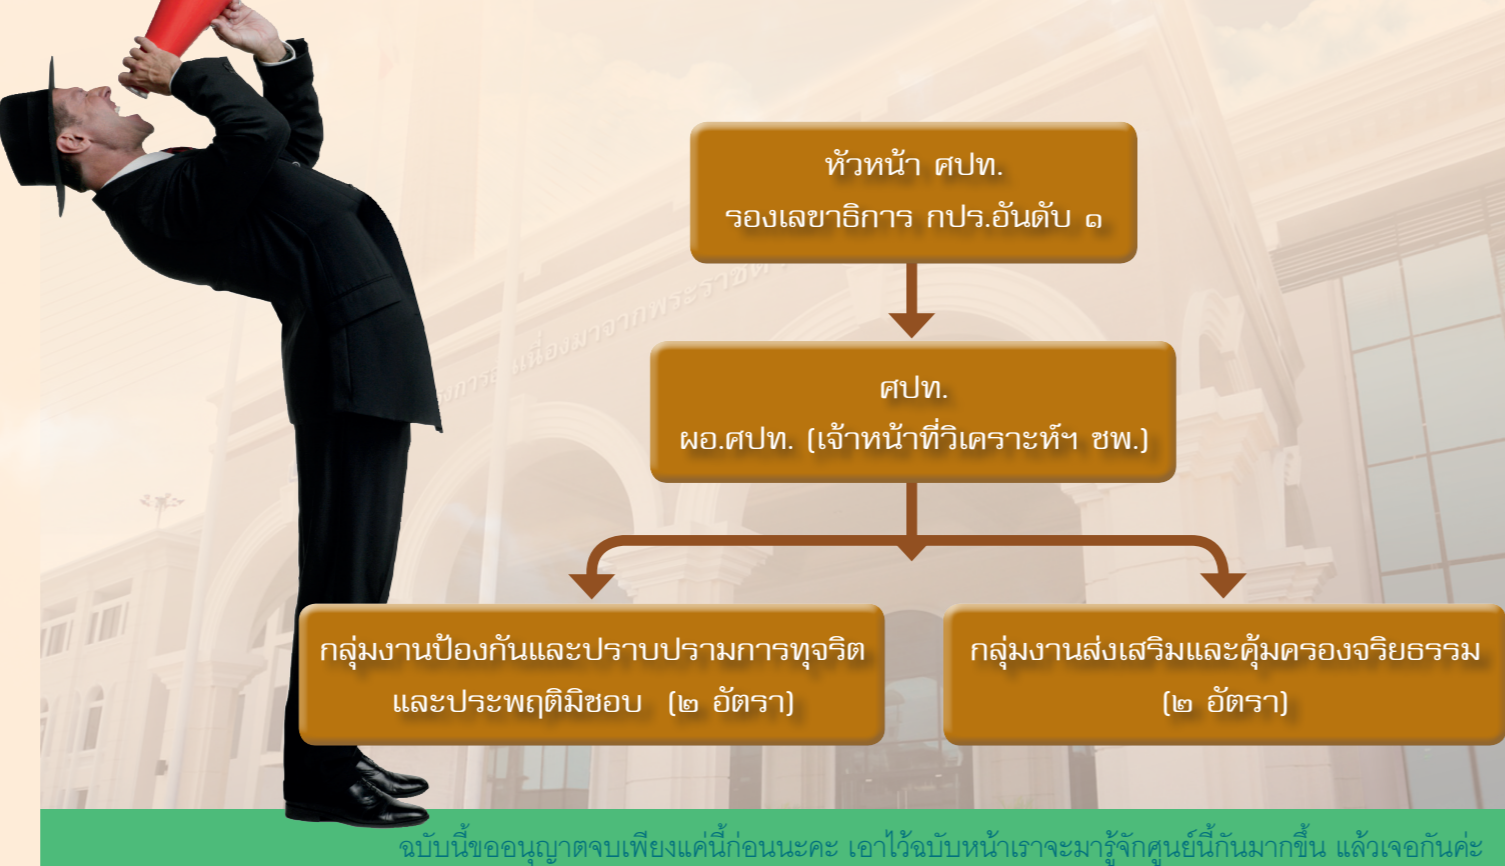 หัวหน้า ศปท.
รองเลขาธิการ กปร.อันดับ ๑
ศปท.
ผอ.ศปท. (เจ้าหน้าที่วิเคราะห์ฯ ชพ.)
กลุ่มงานป้องกันและปราบปรามการทุจริต
และประพฤติมิชอบ (๒ อัตรา)
กลุ่มงานส่งเสริมและคุ้มครองจริยธรรม
(๒ อัตรา)
ฉบับนี้ขออนุญาตจบเพียงแค่นี้ก่อนนะคะ เอาไว้ฉบับหน้าเราจะมารู้จักศูนย์นี้กันมากขึ้น แล้วเจอกันค่ะ